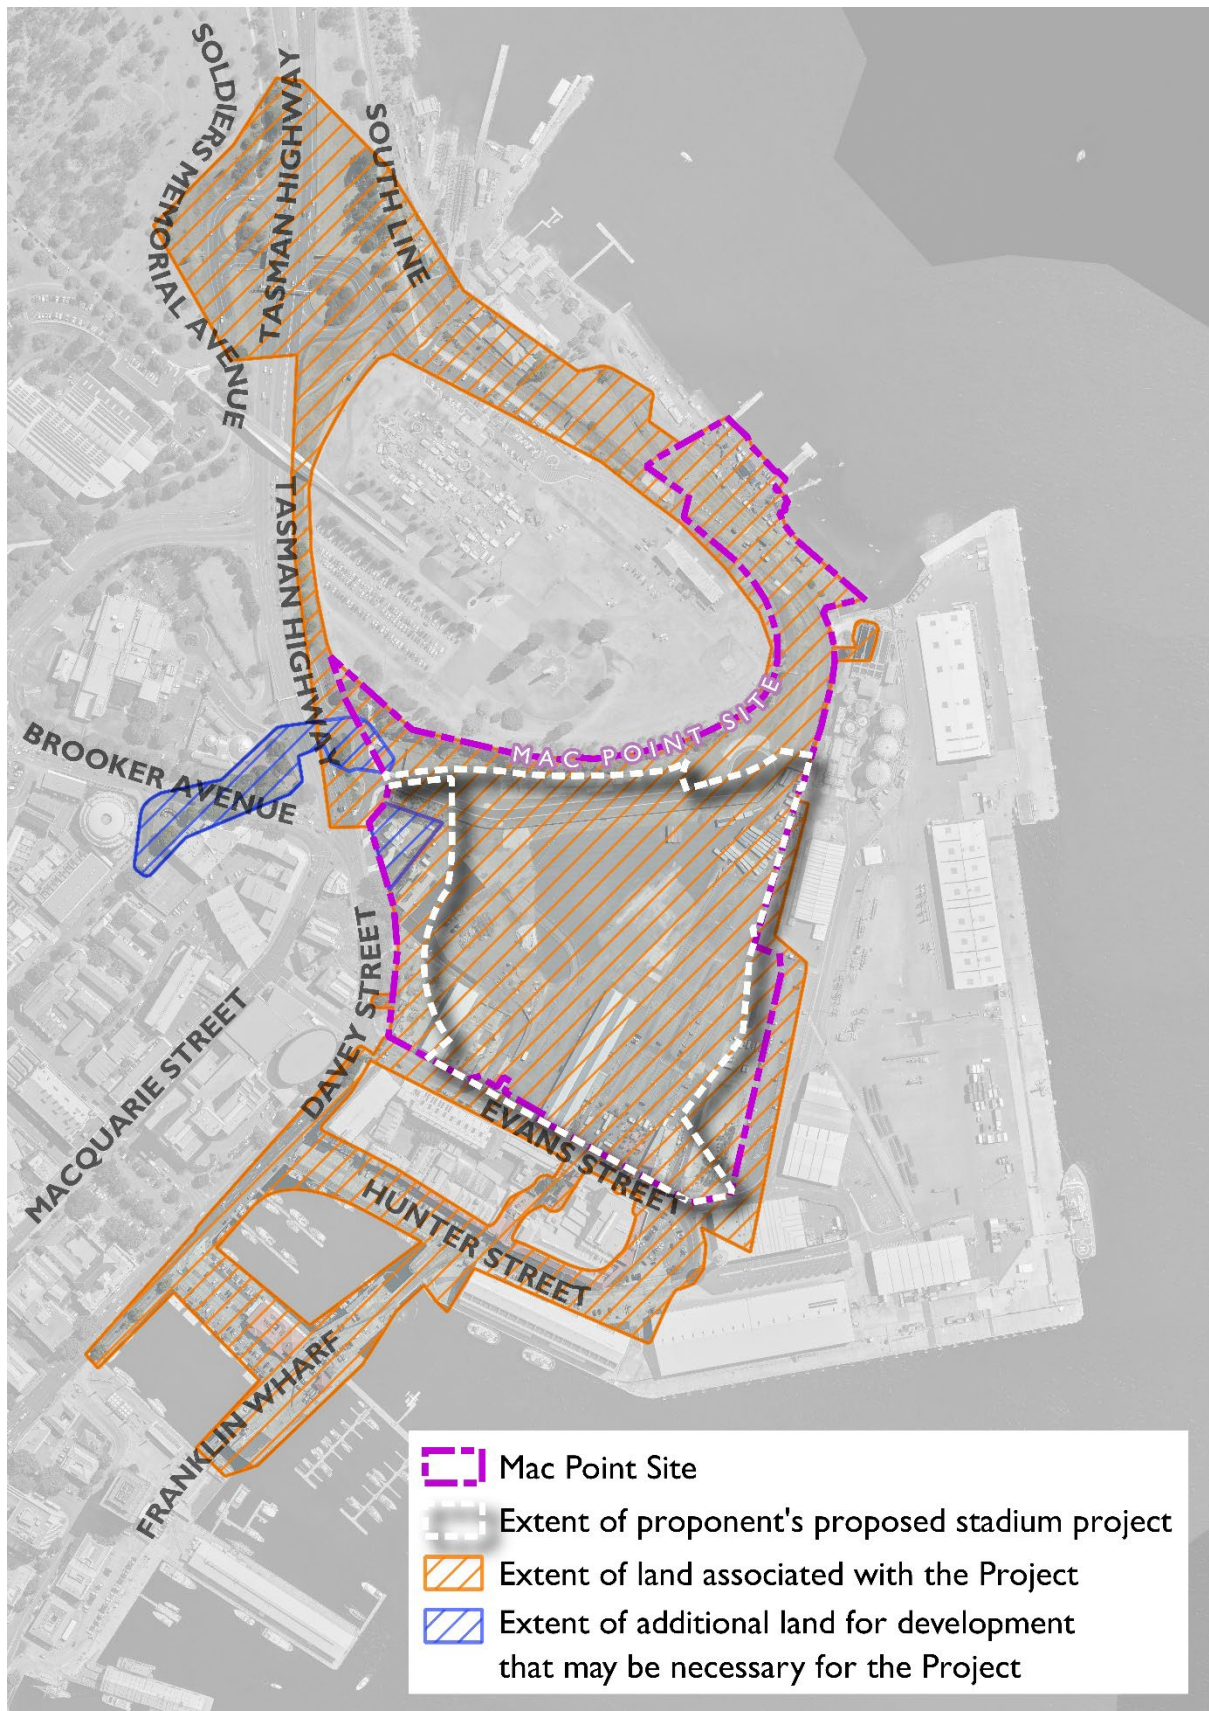 SOLDIERS MEMORIAL AVENUE
TASMAN HIGHWAY
SOUTH LINE
TASMAN HIGHWAY
MAC POINT SITE
BROOKER AVENUE
DAVEY STREET
MACQUARIE STREET
EVANS STREET
HUNTER STREET
FRANKLIN WHARF
Mac Point Site
Extent of proponent's proposed stadium project
Extent of land associated with the Project
Extent of additional land for development
that may be necessary for the Project